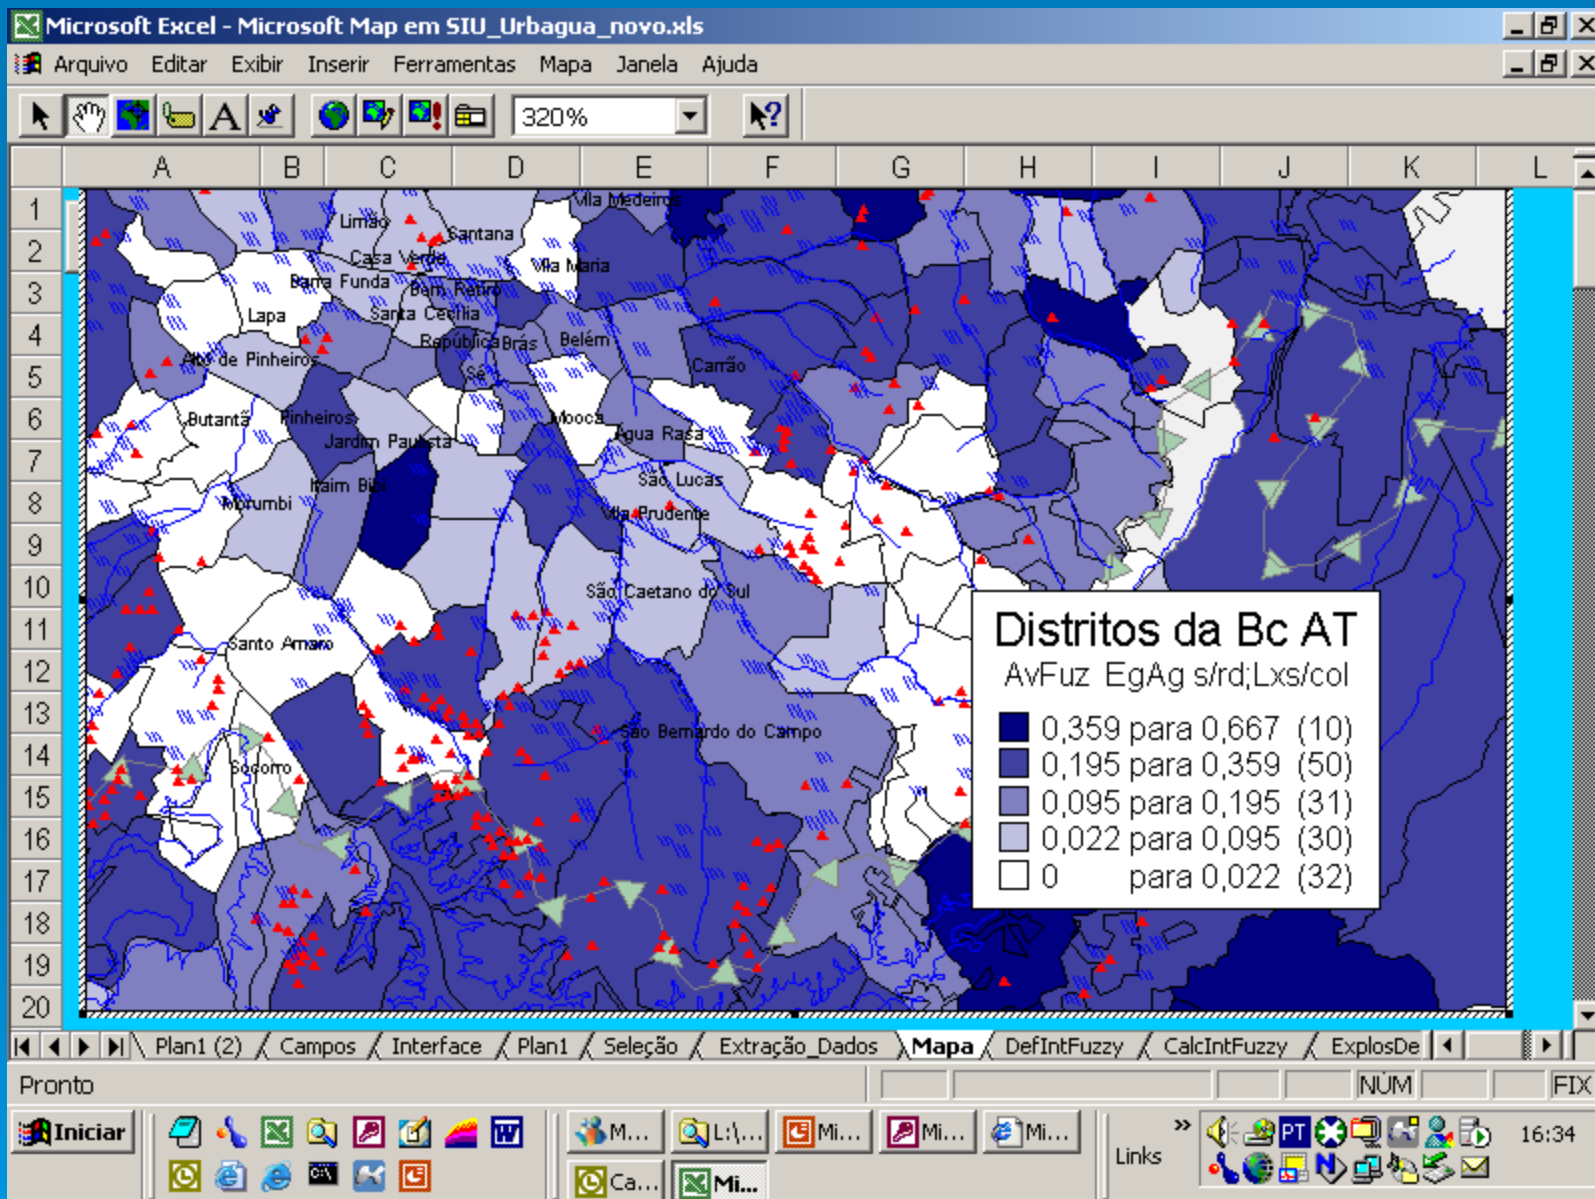 Microsoft Excel - Microsoft Map em SIU_Urbagua_novo.xls
Arquivo Editar Exibir Inserir Ferramentas Mapa Janela Ajuda
A 320% ?
A B C D E F G H I J K L
1
2
3
4
5
6
7
8
9
10
11
12
13
14
15
16
17
18
19
20
Vila Medeiros
Limão
Santana
Casa Verde
Vila Maria
Barra Funda
Bom Retiro
Lapa
Santa Cecília
República
Brás
Belém
Alto de Pinheiros
Sé
Carrão
Butantã
Pinheiros
Mooca
Jardim Paulista
Água Rasa
Itaim Bibi
São Lucas
Morumbi
Vila Prudente
São Caetano do Sul
Santo Amaro
São Bernardo do Campo
Socorro
Distritos da Bc AT
AvFuz EgAg s/rd;Lxs/col
0,359 para 0,667 (10)
0,195 para 0,359 (50)
0,095 para 0,195 (31)
0,022 para 0,095 (30)
0 para 0,022 (32)
Plan1 (2) Campos Interface Plan1 Seleção Extração_Dados Mapa DefIntFuzzy CalcIntFuzzy ExplosDe
Pronto NÚM FIX
Iniciar M... L:\... Mi... Mi... Mi... Links » PT 16:34
Ca... Mi...